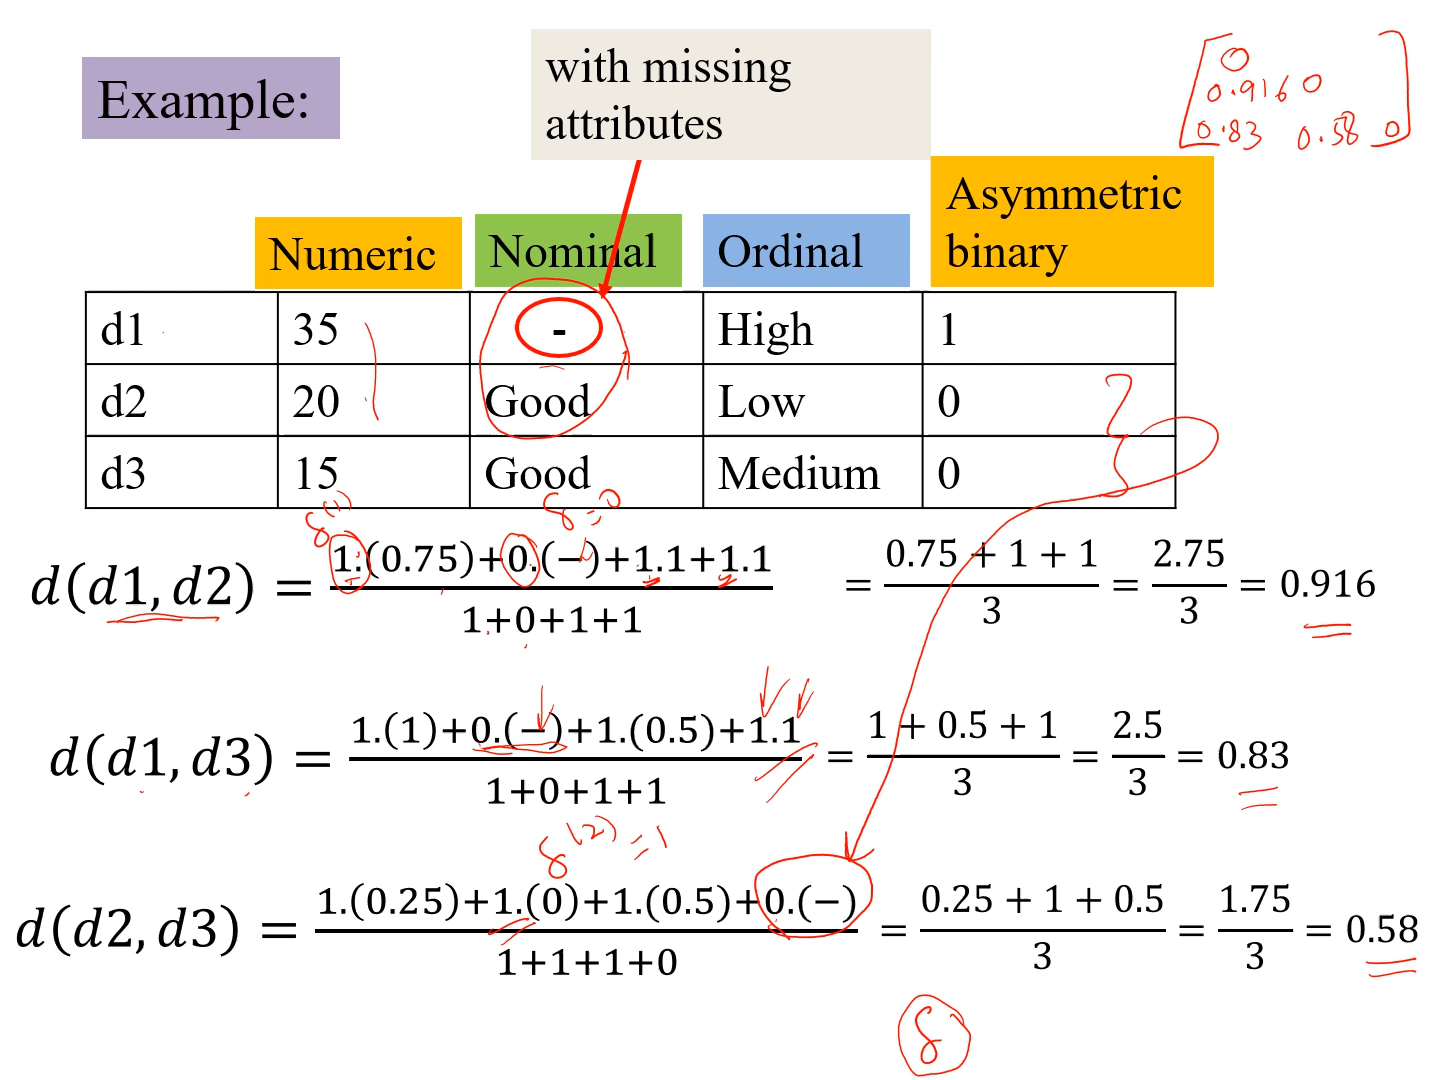 Example:
with missing
attributes
0
0.916 0
0.83 0.58 0
Numeric Nominal Ordinal Asymmetric
binary
d1 35 - High 1
d2 20 Good Low 0
d3 15 Good Medium 0
δ(1) δ=0
d(d1, d2) = 1.(0.75)+0.(−)+1.1+1.1 / 1+0+1+1 = 0.75 + 1 + 1 / 3 = 2.75 / 3 = 0.916
d(d1, d3) = 1.(1)+0.(−)+1.(0.5)+1.1 / 1+0+1+1 = 1 + 0.5 + 1 / 3 = 2.5 / 3 = 0.83
δ(2) =1
d(d2, d3) = 1.(0.25)+1.(0)+1.(0.5)+0.(−) / 1+1+1+0 = 0.25 + 1 + 0.5 / 3 = 1.75 / 3 = 0.58
δ